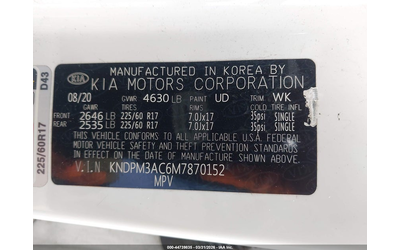 MANUFACTURED IN KOREA BY
KIA KIA MOTORS CORPORATION
08/20 GVWR 4630 LB PAINT UD TRIM WK
GAWR TIRES RIMS COLD TIRE INFL
FRONT 2646 LB 225/60 R17 7.0Jx17 35psi SINGLE
REAR 2535 LB 225/60 R17 7.0Jx17 35psi SINGLE
THIS VEHICLE CONFORMS TO ALL APPLICABLE U.S.A. FEDERAL
MOTOR VEHICLE SAFETY, BUMPER, AND THEFT PREVENTION
STANDARDS IN EFFECT ON THE DATE OF MANUFACTURE SHOWN ABOVE.
V.I.N KNDPM3AC6M7870152
MPV
225/60R17
D43